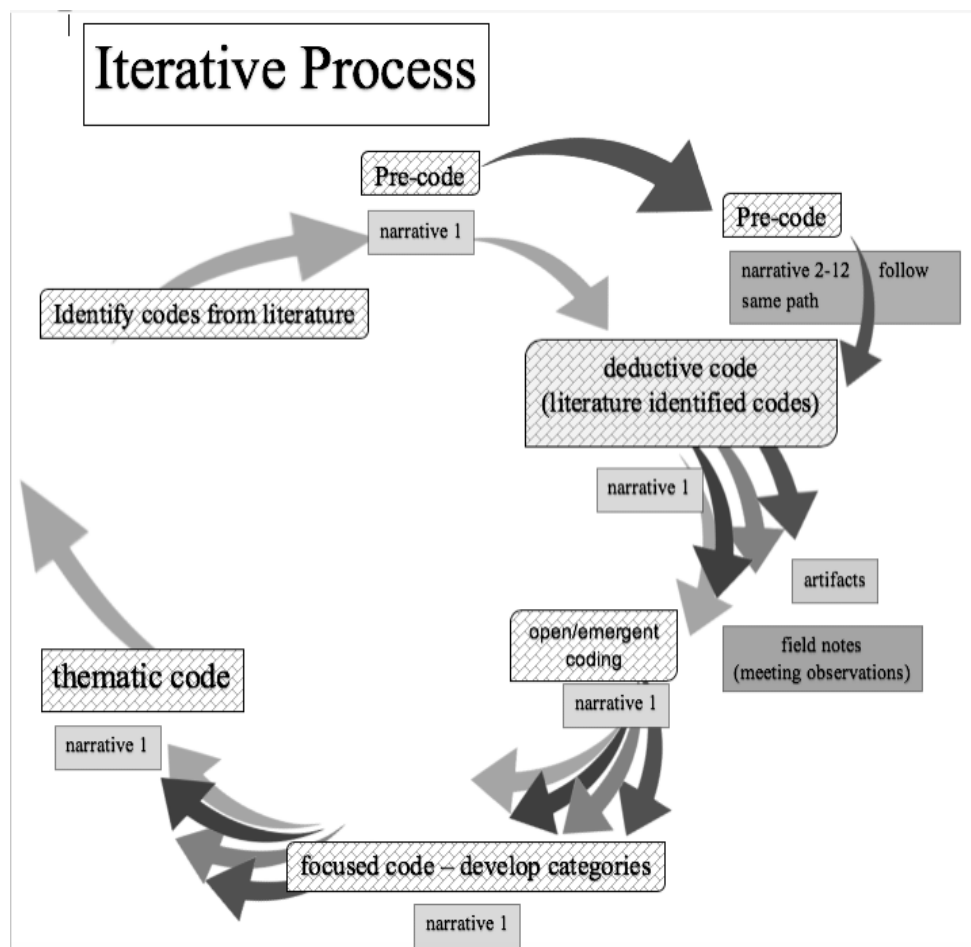 Iterative Process
Pre-code
narrative 1
Pre-code
narrative 2-12 follow
same path
Identify codes from literature
deductive code
(literature identified codes)
narrative 1
artifacts
field notes
(meeting observations)
open/emergent
coding
narrative 1
focused code – develop categories
narrative 1
thematic code
narrative 1